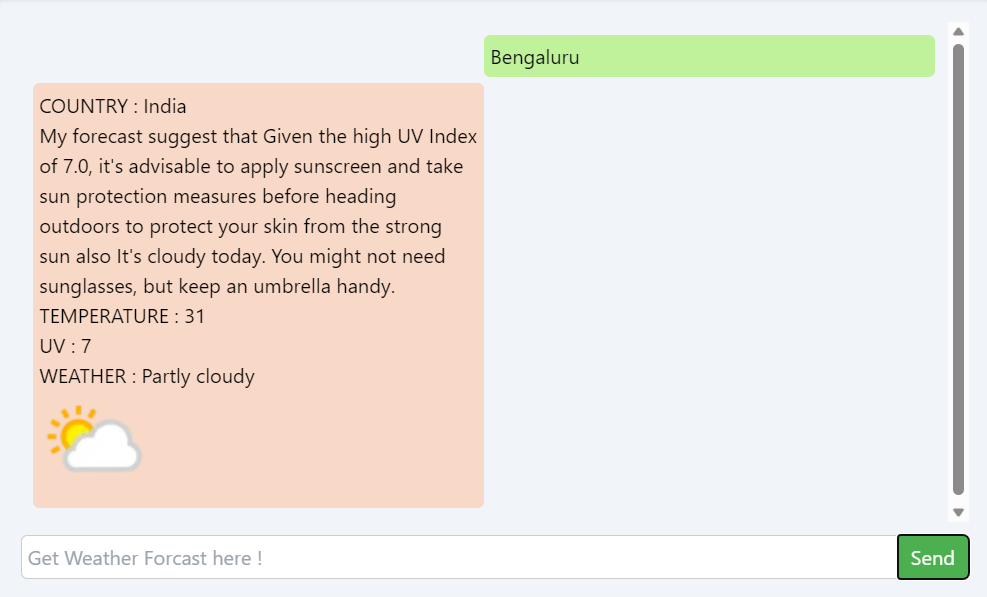 Bengaluru
COUNTRY : India
My forecast suggest that Given the high UV Index
of 7.0, it's advisable to apply sunscreen and take
sun protection measures before heading
outdoors to protect your skin from the strong
sun also It's cloudy today. You might not need
sunglasses, but keep an umbrella handy.
TEMPERATURE : 31
UV : 7
WEATHER : Partly cloudy
Get Weather Forcast here !
Send